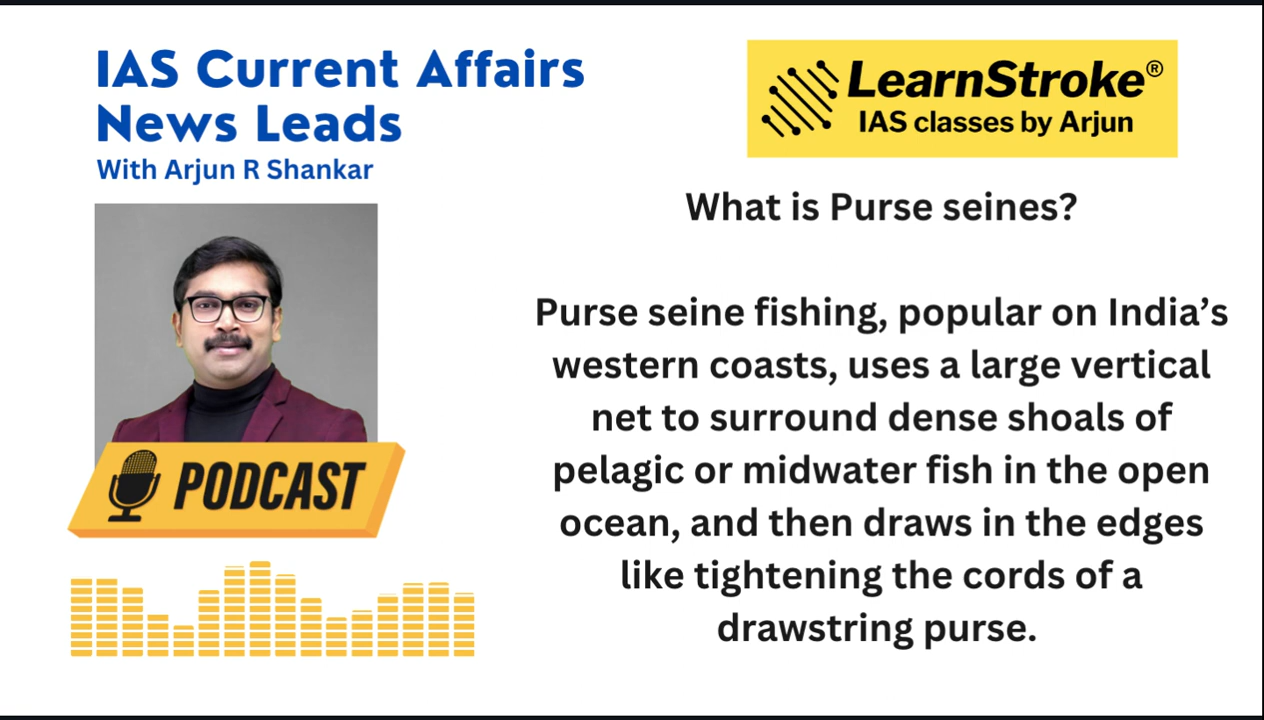 IAS Current Affairs
News Leads
With Arjun R Shankar
LearnStroke®
IAS classes by Arjun
PODCAST
What is Purse seines?
Purse seine fishing, popular on India’s
western coasts, uses a large vertical
net to surround dense shoals of
pelagic or midwater fish in the open
ocean, and then draws in the edges
like tightening the cords of a
drawstring purse.